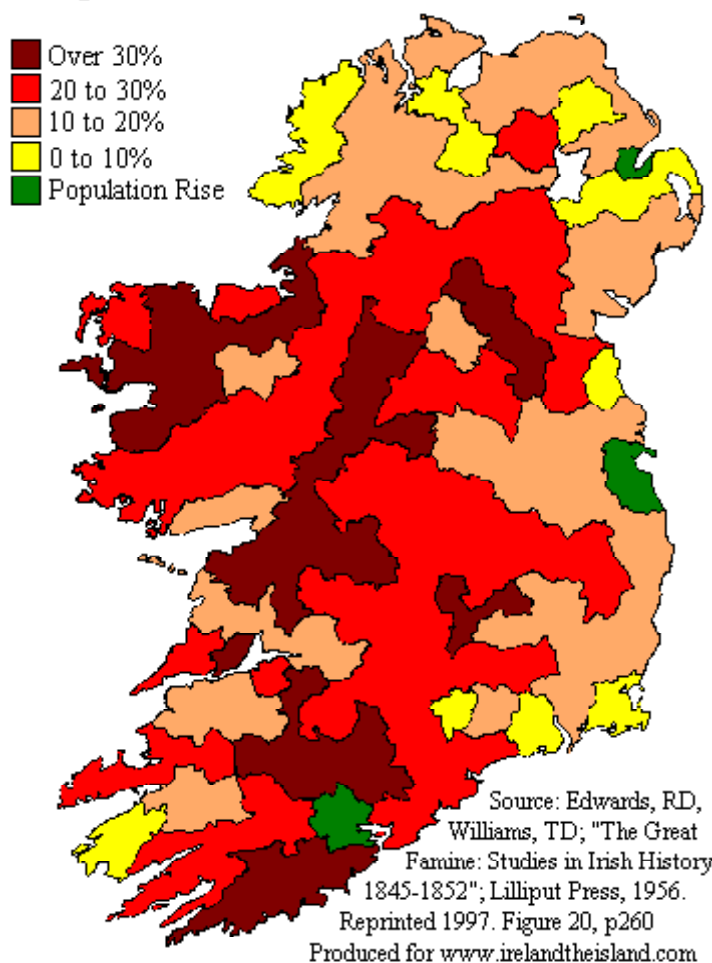 Over 30%
20 to 30%
10 to 20%
0 to 10%
Population Rise
Source: Edwards, RD,
Williams, TD; "The Great
Famine: Studies in Irish History
1845-1852"; Lilliput Press, 1956.
Reprinted 1997. Figure 20, p260
Produced for www.irelandtheisland.com